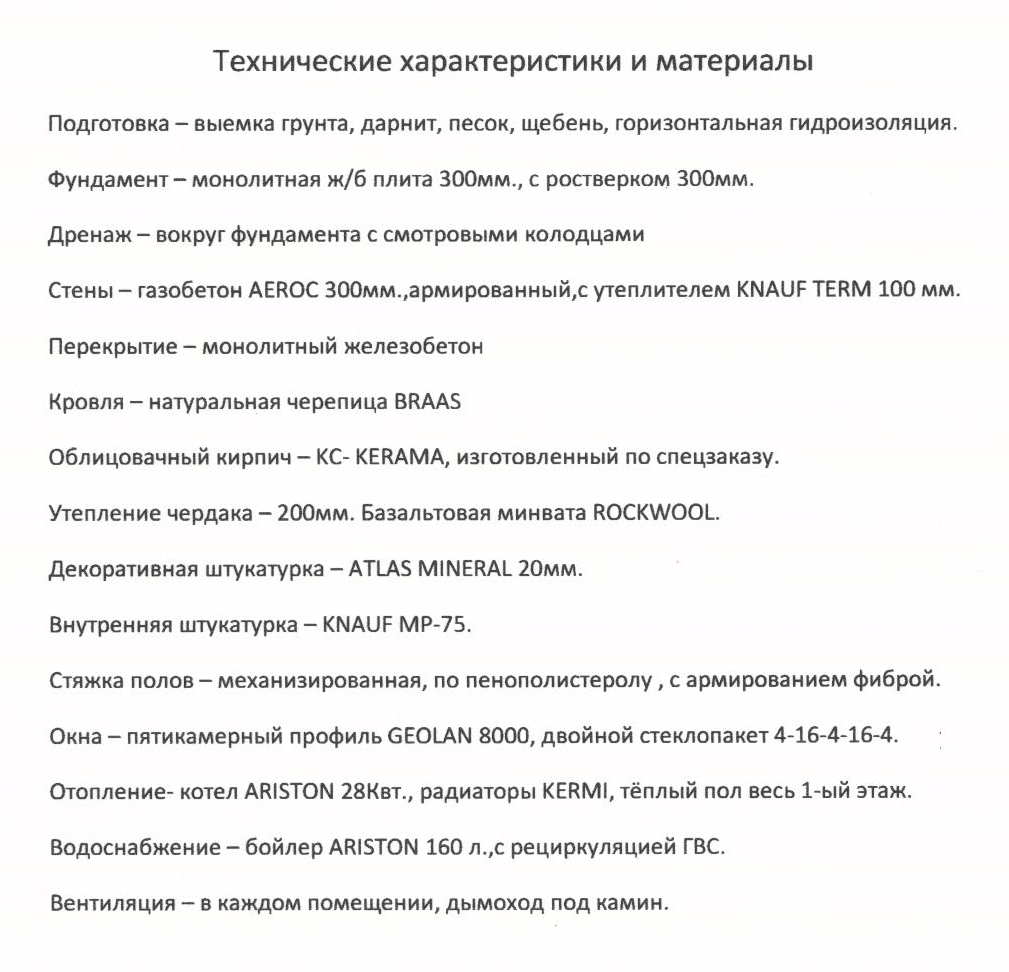 Технические характеристики и материалы
Подготовка – выемка грунта, дарнит, песок, щебень, горизонтальная гидроизоляция.
Фундамент – монолитная ж/б плита 300мм., с ростверком 300мм.
Дренаж – вокруг фундамента с смотровыми колодцами
Стены – газобетон AEROC 300мм.,армированный,с утеплителем KNAUF TERM 100 мм.
Перекрытие – монолитный железобетон
Кровля – натуральная черепица BRAAS
Облицовачный кирпич – KC- KERAMA, изготовленный по спецзаказу.
Утепление чердака – 200мм. Базальтовая минвата ROCKWOOL.
Декоративная штукатурка – ATLAS MINERAL 20мм.
Внутренняя штукатурка – KNAUF MP-75.
Стяжка полов – механизированная, по пенополистеролу , с армированием фиброй.
Окна – пятикамерный профиль GEOLAN 8000, двойной стеклопакет 4-16-4-16-4.
Отопление- котел ARISTON 28Квт., радиаторы KERMI, тёплый пол весь 1-ый этаж.
Водоснабжение – бойлер ARISTON 160 л.,с рециркуляцией ГВС.
Вентиляция – в каждом помещении, дымоход под камин.